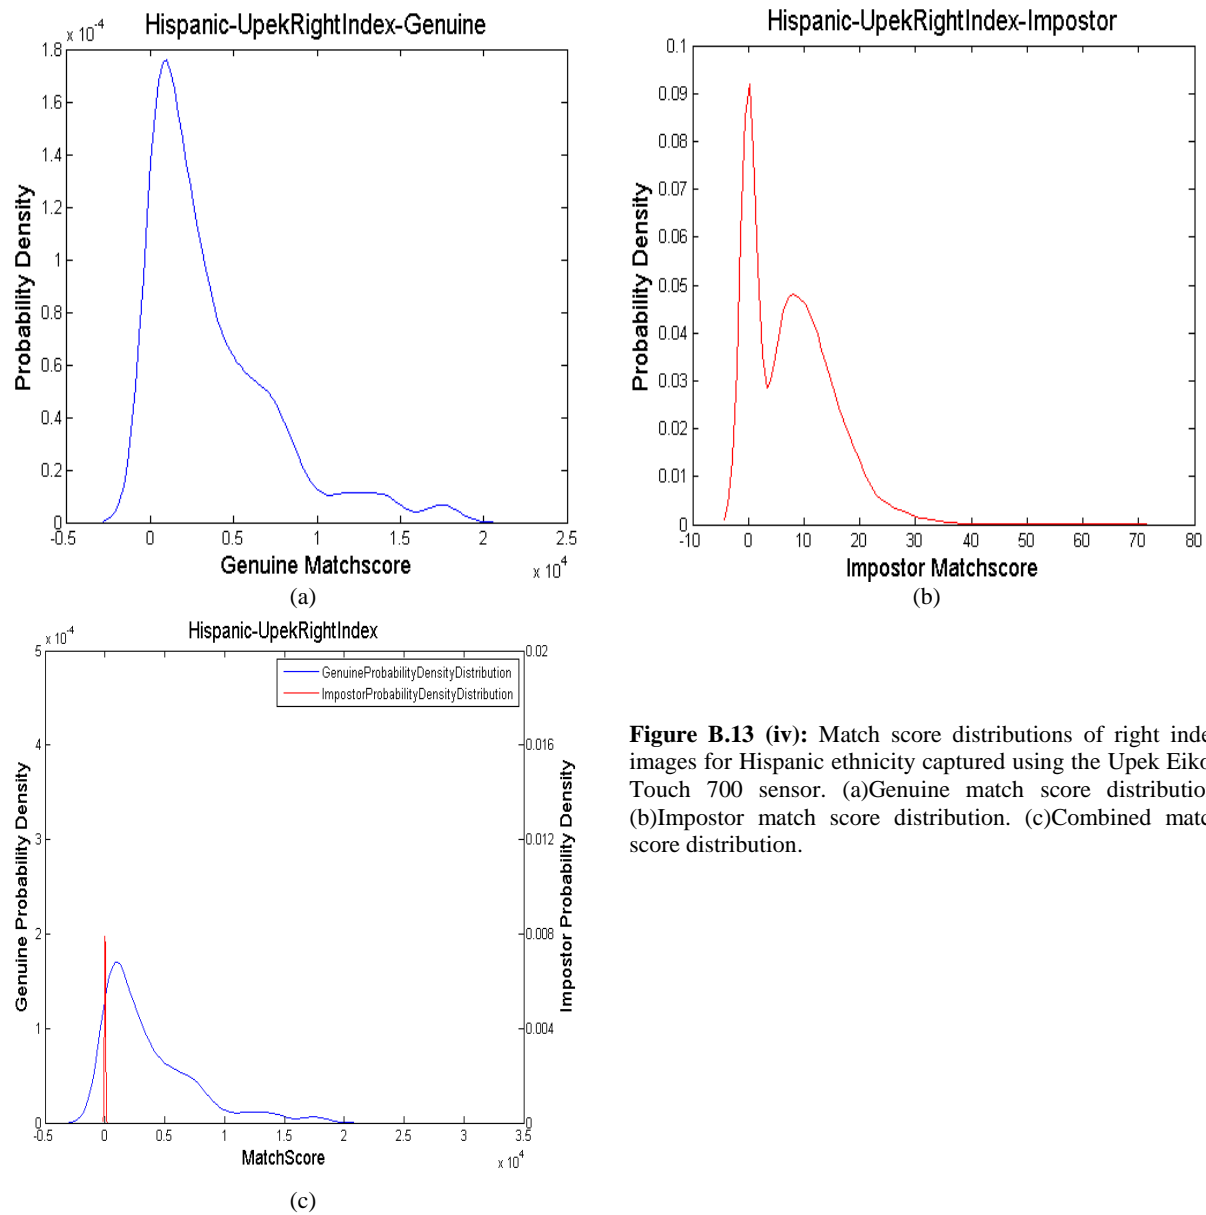 Hispanic-UpekRightIndex-Genuine
x 10^-4
1.8
1.6
1.4
1.2
1
0.8
0.6
0.4
0.2
0
Probability Density
-0.5 0 0.5 1 1.5 2 2.5
Genuine Matchscore
x 10^4
(a)
Hispanic-UpekRightIndex-Impostor
0.1
0.09
0.08
0.07
0.06
0.05
0.04
0.03
0.02
0.01
0
Probability Density
-10 0 10 20 30 40 50 60 70 80
Impostor Matchscore
(b)
Hispanic-UpekRightIndex
x 10^-4
5
4
3
2
1
0
Genuine Probability Density
GenuineProbabilityDensityDistribution
ImpostorProbabilityDensityDistribution
0.02
0.016
0.012
0.008
0.004
0
Impostor Probability Density
-0.5 0 0.5 1 1.5 2 2.5 3 3.5
MatchScore
x 10^4
(c)
Figure B.13 (iv): Match score distributions of right inde
images for Hispanic ethnicity captured using the Upek Eiko
Touch 700 sensor. (a)Genuine match score distribution
(b)Impostor match score distribution. (c)Combined matc
score distribution.